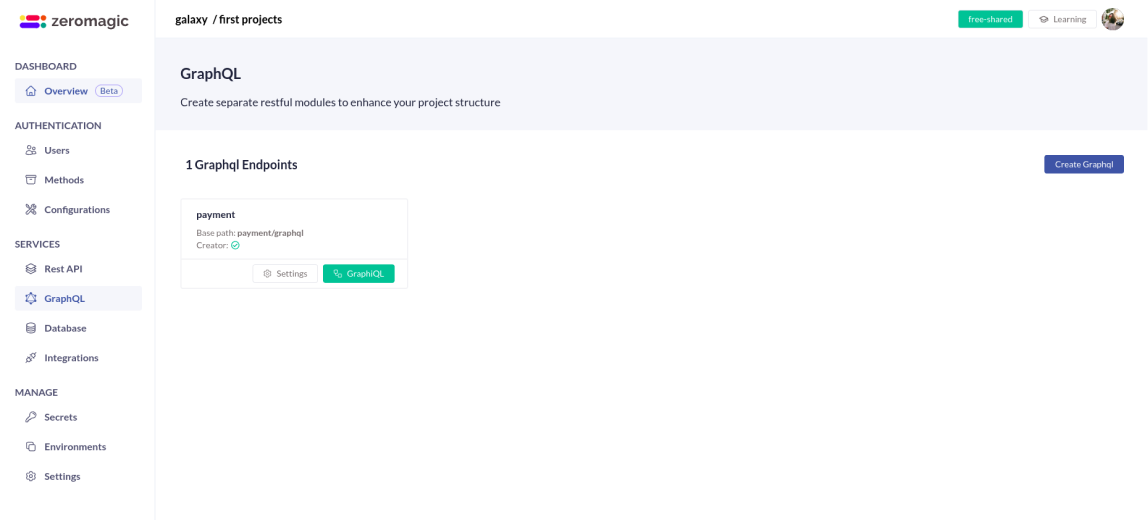 zeromagic
galaxy / first projects
free-shared
Learning
DASHBOARD
Overview Beta
AUTHENTICATION
Users
Methods
Configurations
SERVICES
Rest API
GraphQL
Database
Integrations
MANAGE
Secrets
Environments
Settings
GraphQL
Create separate restful modules to enhance your project structure
1 Graphql Endpoints
Create Graphql
payment
Base path: payment/graphql
Creator:
Settings
GraphiQL